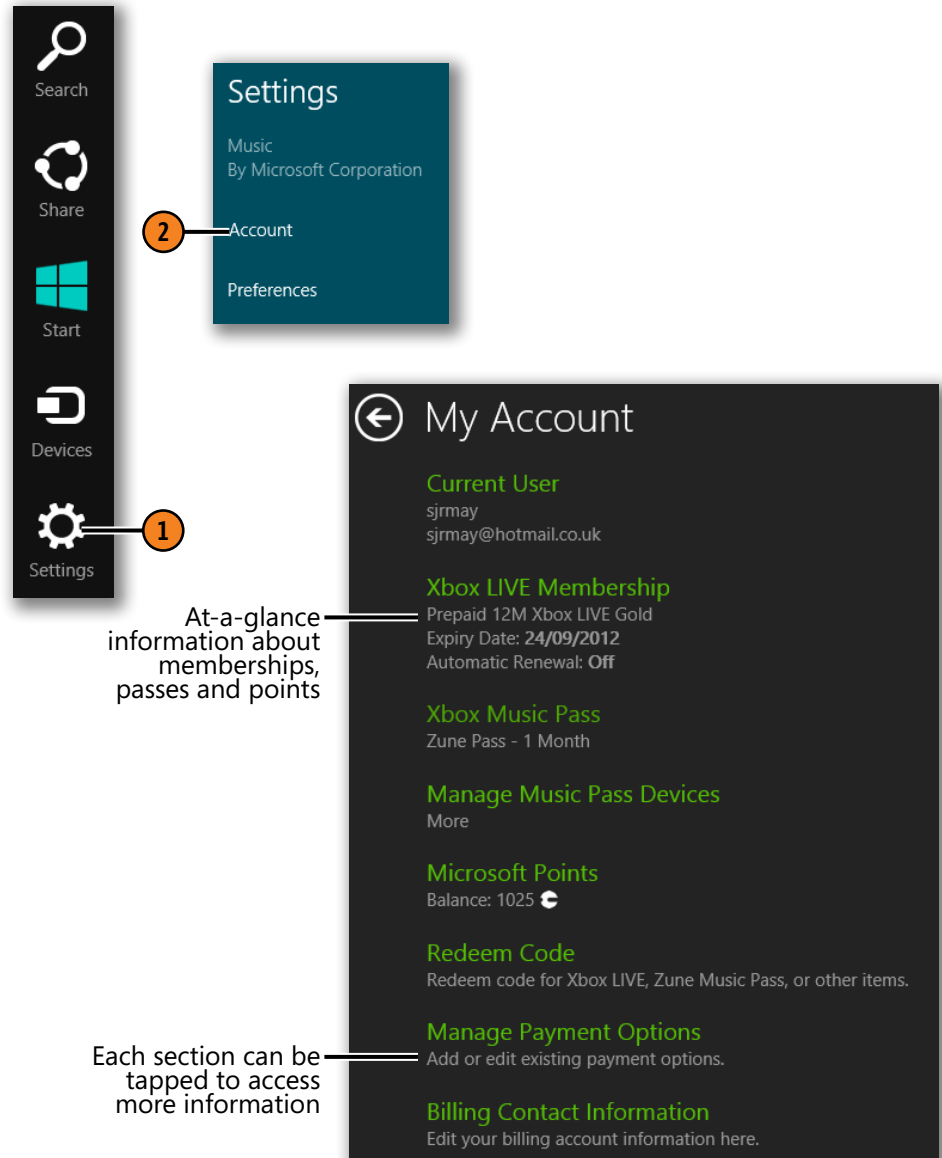 Search
Share
Start
Devices
Settings
1
Settings
Music
By Microsoft Corporation
2
Account
Preferences
My Account
Current User
sjrmay
sjrmay@hotmail.co.uk
Xbox LIVE Membership
Prepaid 12M Xbox LIVE Gold
Expiry Date: 24/09/2012
Automatic Renewal: Off
At-a-glance
information about
memberships,
passes and points
Xbox Music Pass
Zune Pass - 1 Month
Manage Music Pass Devices
More
Microsoft Points
Balance: 1025
Redeem Code
Redeem code for Xbox LIVE, Zune Music Pass, or other items.
Manage Payment Options
Add or edit existing payment options.
Each section can be
tapped to access
more information
Billing Contact Information
Edit your billing account information here.